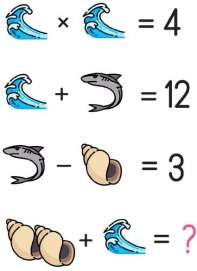 × = 4
+ = 12
− = 3
+ = ?